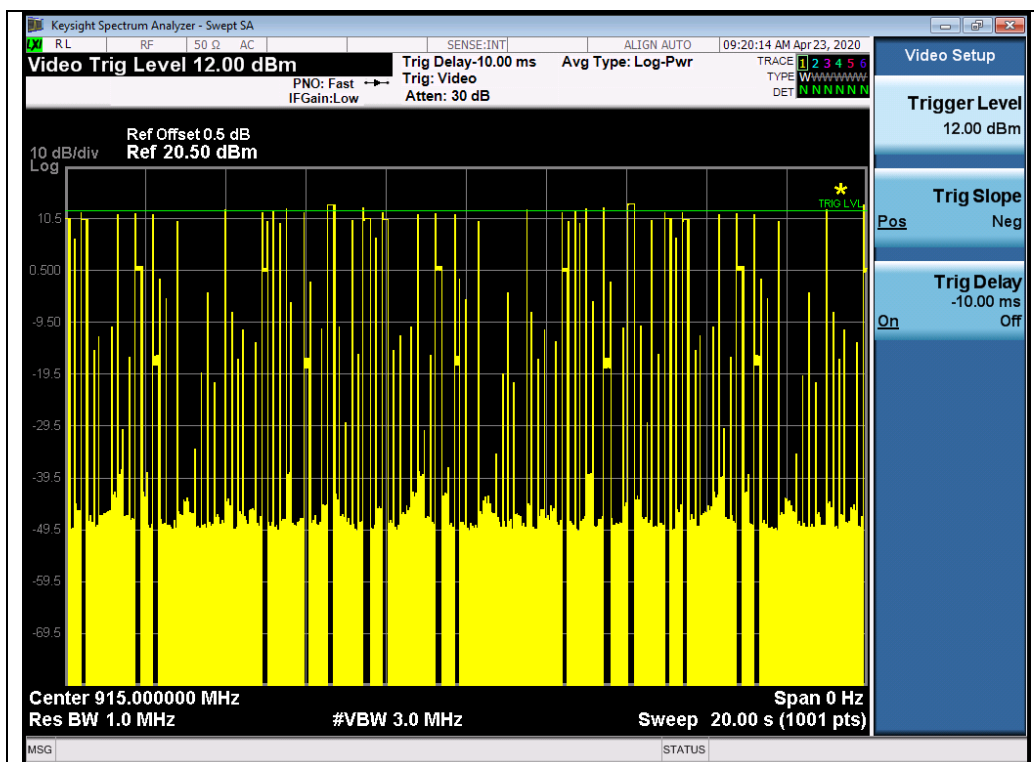 Keysight Spectrum Analyzer - Swept SA
LXI RL RF 50 Ω AC SENSE:INT ALIGN AUTO 09:20:14 AM Apr 23, 2020
Video Trig Level 12.00 dBm
PNO: Fast
IFGain:Low
Trig Delay-10.00 ms
Trig: Video
Atten: 30 dB
Avg Type: Log-Pwr
TRACE 1 2 3 4 5 6
TYPE WWWWWW
DET N N N N N N
Ref Offset 0.5 dB
10 dB/div Ref 20.50 dBm
Log
TRIG LVL
10.5
0.500
-9.50
-19.5
-29.5
-39.5
-49.5
-59.5
-69.5
Center 915.000000 MHz Span 0 Hz
Res BW 1.0 MHz #VBW 3.0 MHz Sweep 20.00 s (1001 pts)
MSG STATUS
Video Setup
Trigger Level
12.00 dBm
Trig Slope
Pos Neg
Trig Delay
-10.00 ms
On Off